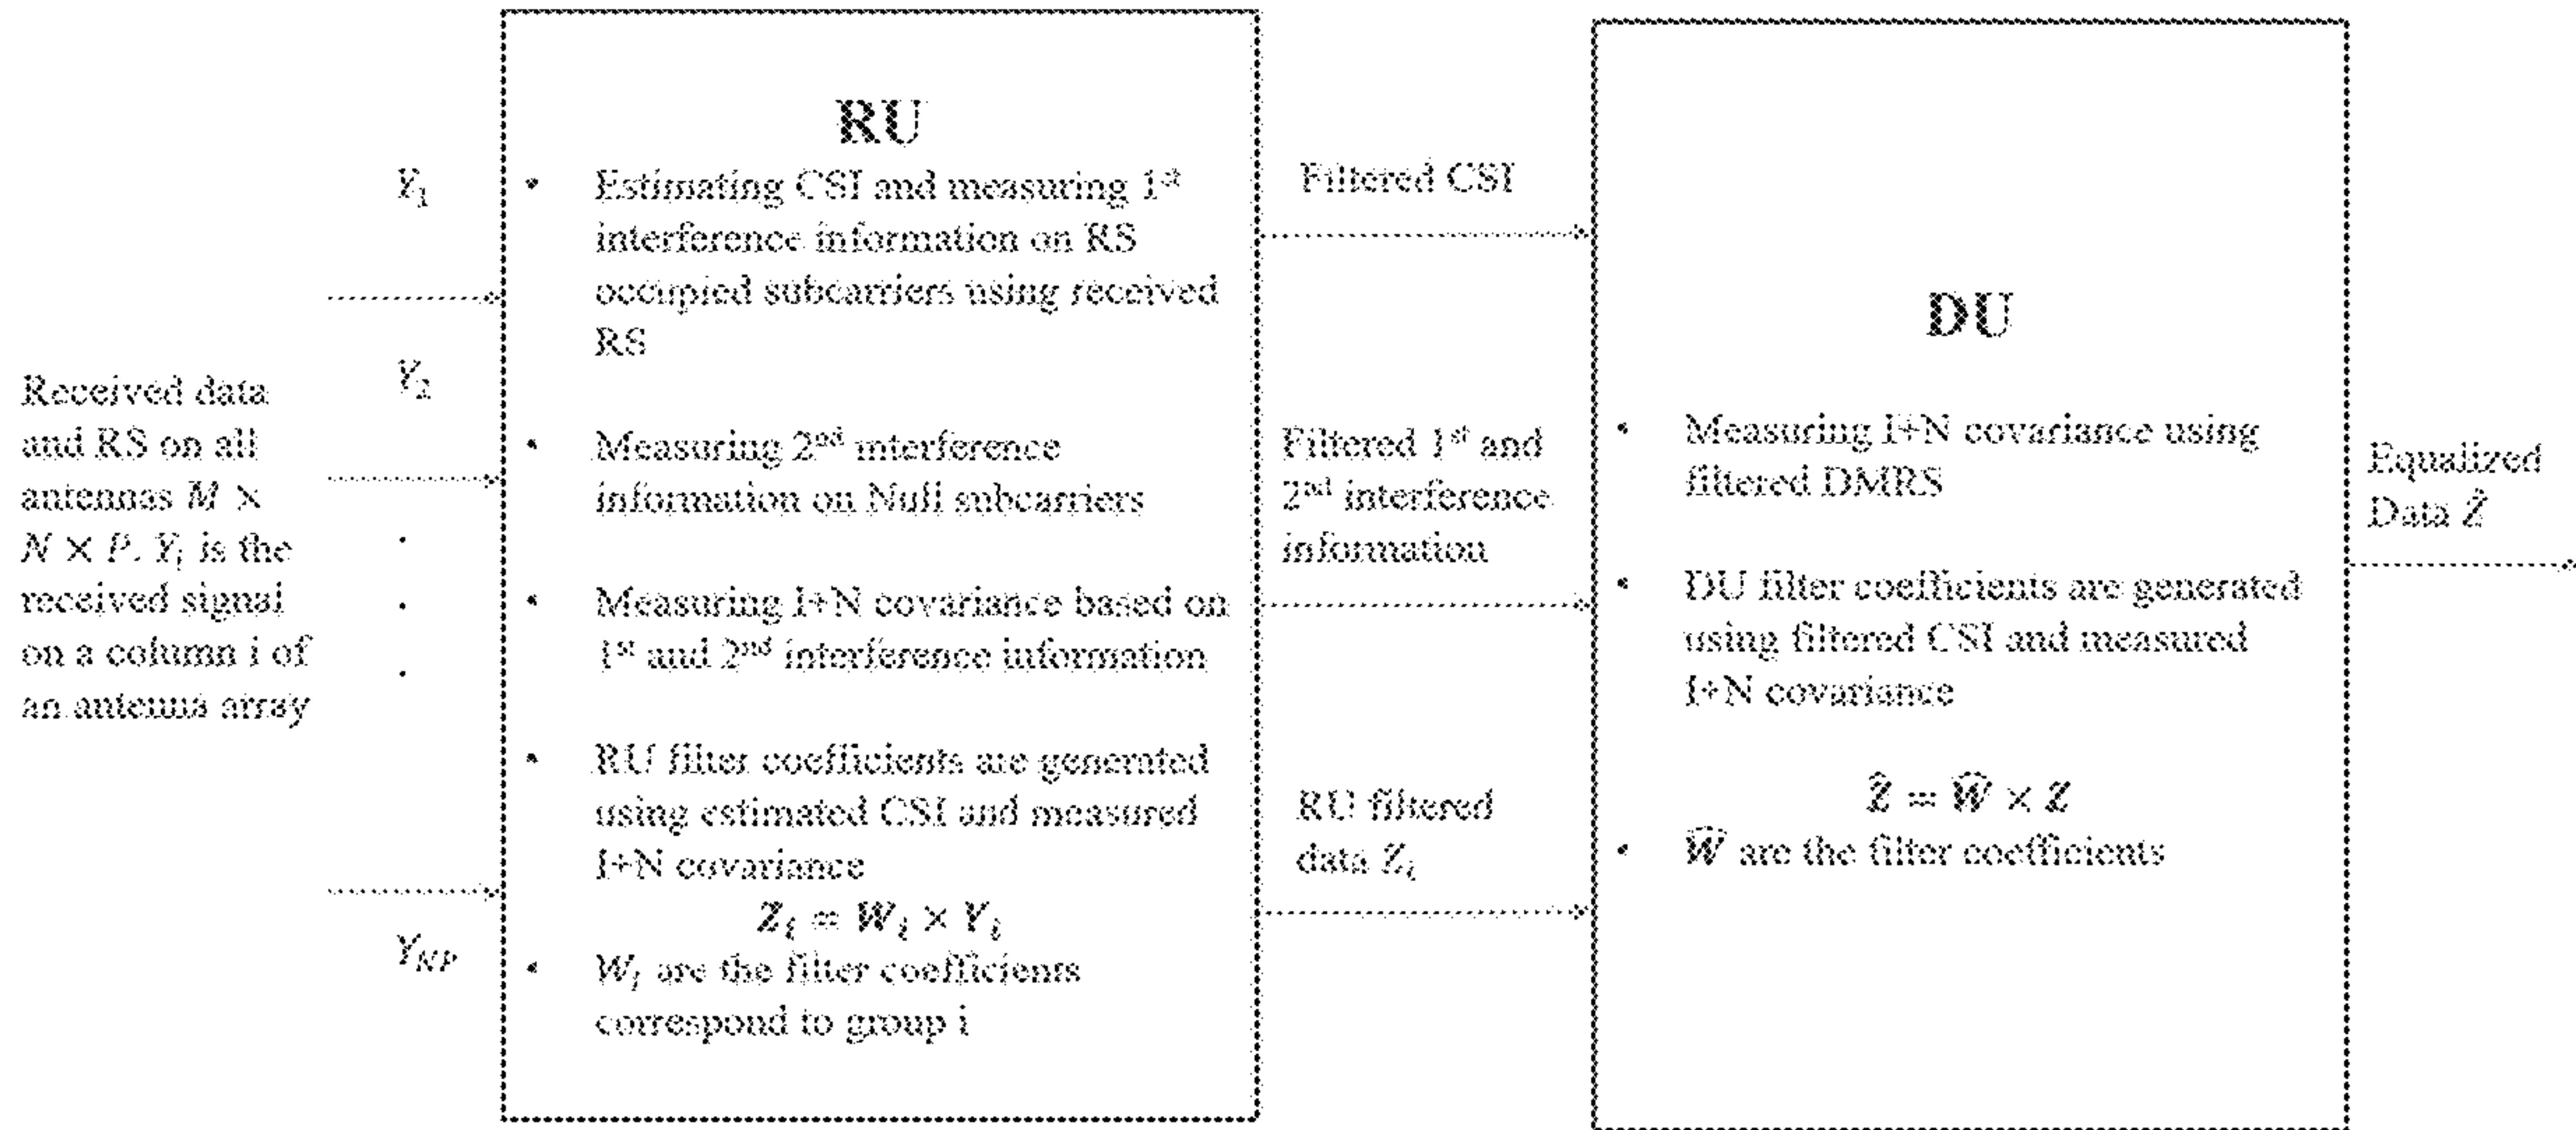 Received data
and RS on all
antennas M ×
N × P. Yᵢ is the
received signal
on a column i of
an antenna array
Y₁
Y₂
Y_NP
RU
• Estimating CSI and measuring 1ˢᵗ
interference information on RS
occupied subcarriers using received
RS
• Measuring 2ⁿᵈ interference
information on Null subcarriers
• Measuring I+N covariance based on
1ˢᵗ and 2ⁿᵈ interference information
• RU filter coefficients are generated
using estimated CSI and measured
I+N covariance
Zᵢ = Wᵢ × Yᵢ
• Wᵢ are the filter coefficients
correspond to group i
Filtered CSI
Filtered 1ˢᵗ and
2ⁿᵈ interference
information
RU filtered
data Zᵢ
DU
• Measuring I+N covariance using
filtered DMRS
• DU filter coefficients are generated
using filtered CSI and measured
I+N covariance
Ẑ = Ŵ × Z
• Ŵ are the filter coefficients
Equalized
Data Ẑ